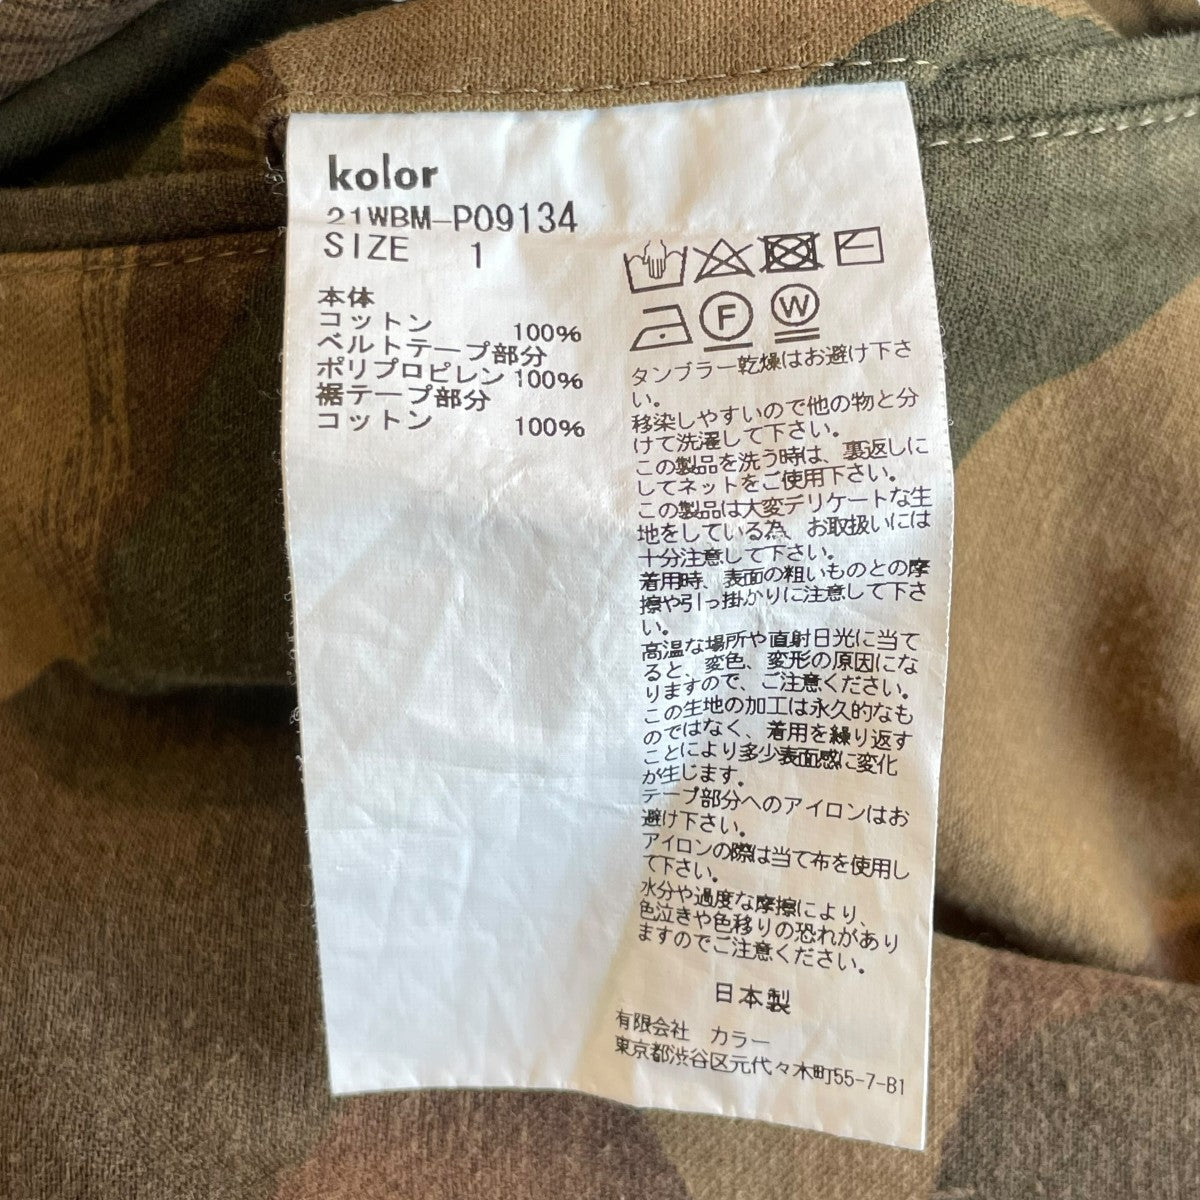 kolor
21WBM-P09134
SIZE 1
本体
コットン 100%
ベルトテープ部分
ポリプロピレン 100%
裾テープ部分
コットン 100%
F
W
タンブラー乾燥はお避け下さ
い。
移染しやすいので他の物と分
けて洗濯して下さい。
この製品を洗う時は、裏返しに
してネットをご使用下さい。
この製品は大変デリケートな生
地をしている為、お取扱いには
十分注意して下さい。
着用時、表面の粗いものとの摩
擦や引っ掛かりに注意して下さ
い。
高温な場所や直射日光に当て
ると、変色、変形の原因にな
りますので、ご注意ください。
この生地の加工は永久的なも
のではなく、着用を繰り返す
ことにより多少表面感に変化
が生じます。
テープ部分へのアイロンはお
避け下さい。
アイロンの際は当て布を使用し
て下さい。
水分や過度な摩擦により、
色泣きや色移りの恐れがあり
ますのでご注意ください。
日本製
有限会社 カラー
東京都渋谷区元代々木町55-7-B1